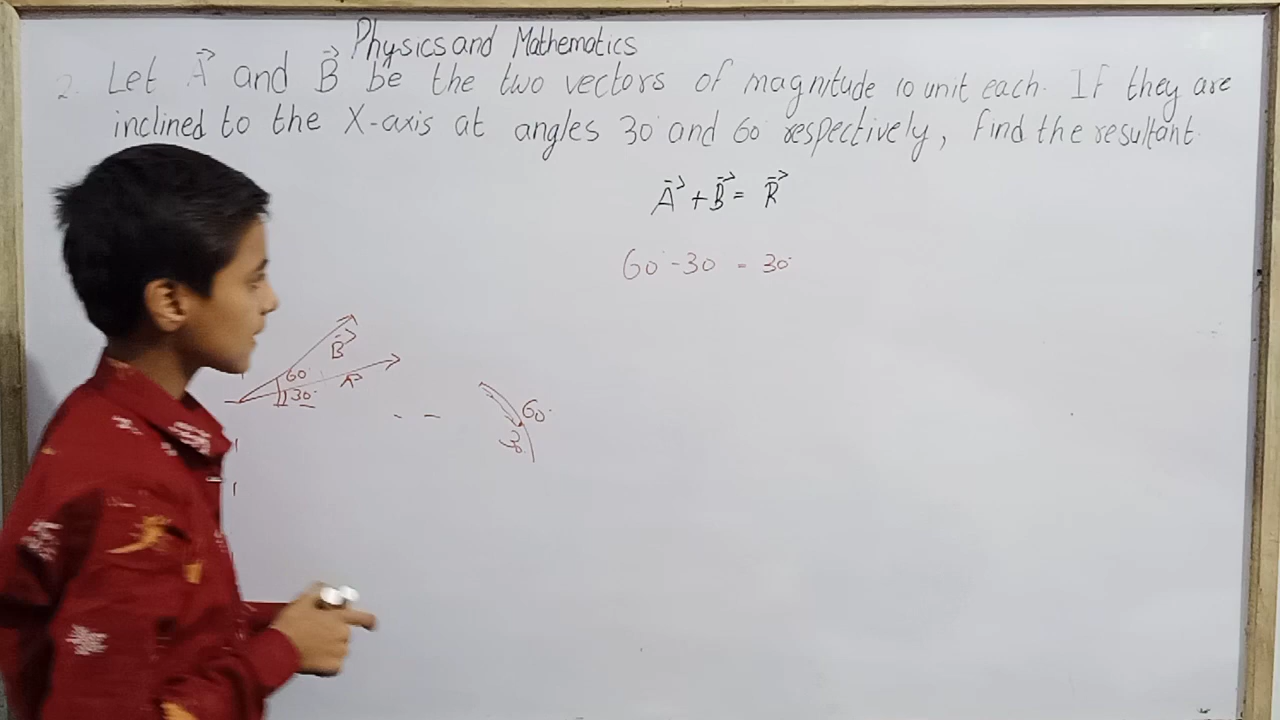 Physics and Mathematics
2. Let A⃗ and B⃗ be the two vectors of magnitude 10 unit each. If they are
inclined to the X-axis at angles 30° and 60° respectively, find the resultant.
A⃗ + B⃗ = R⃗
60° - 30 = 30°
B⃗
60°
A⃗
30°
60°
30